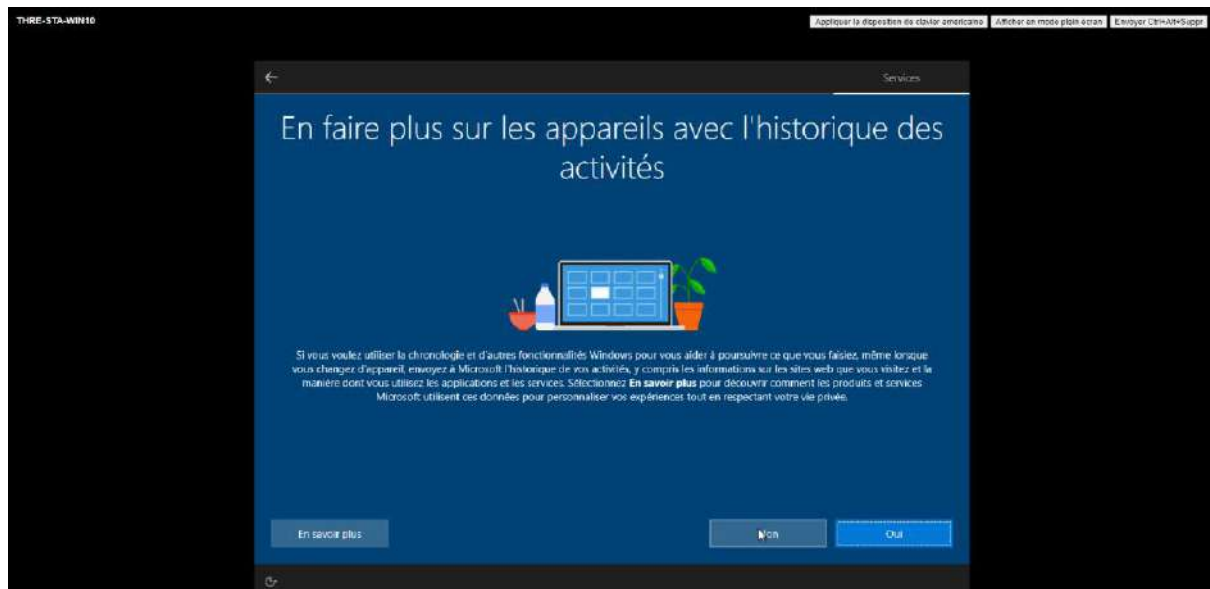 THRE-STA-WIN10
Appliquer la disposition de clavier americaine Afficher en mode plein écran Envoyer Ctrl+Alt+Suppr
Services
En faire plus sur les appareils avec l'historique des
activités
Si vous voulez utiliser la chronologie et d'autres fonctionnalités Windows pour vous aider à poursuivre ce que vous faisiez, même lorsque
vous changez d'appareil, envoyez à Microsoft l'historique de vos activités, y compris les informations sur les sites web que vous visitez et la
manière dont vous utilisez les applications et les services. Sélectionnez En savoir plus pour découvrir comment les produits et services
Microsoft utilisent ces données pour personnaliser vos expériences tout en respectant votre vie privée.
En savoir plus Non Oui